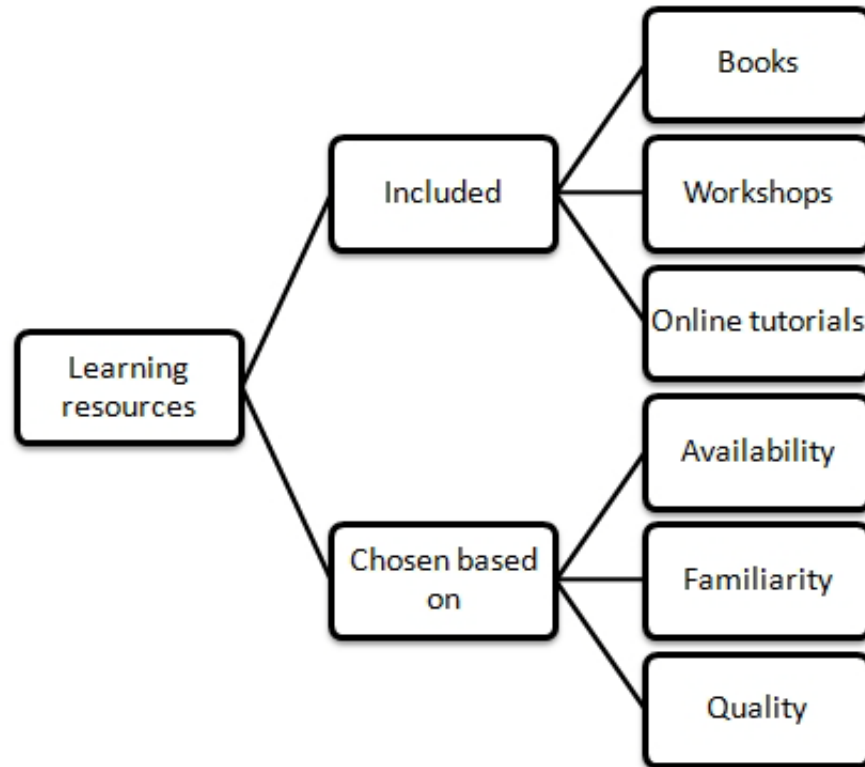 Books
Included
Workshops
Online tutorials
Learning
resources
Availability
Chosen based
on
Familiarity
Quality